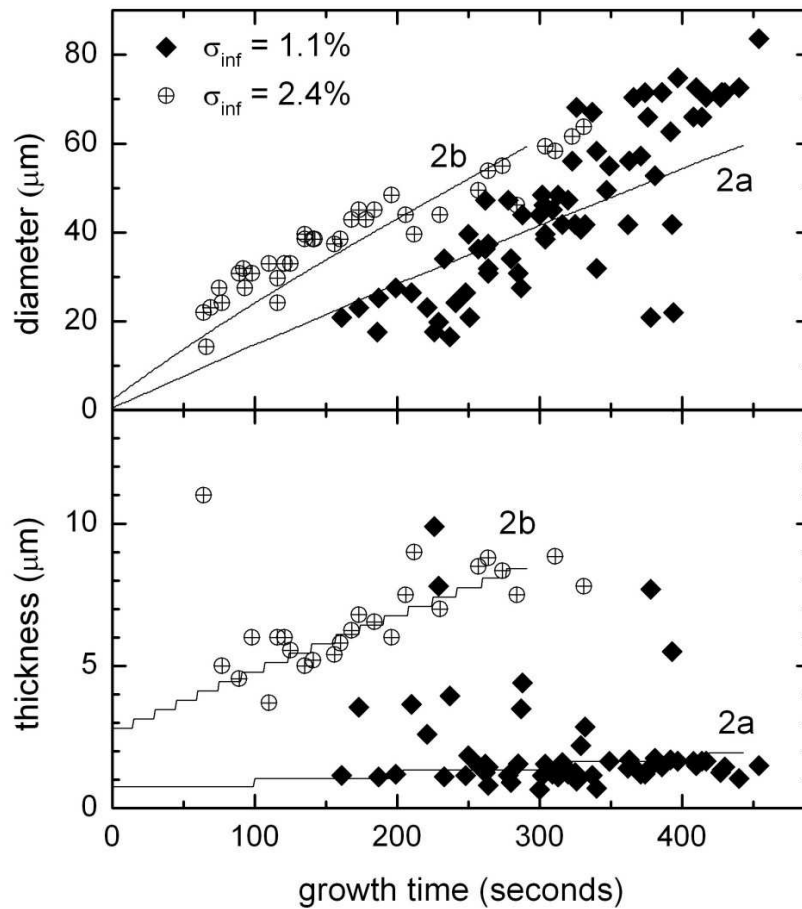 80
60
40
20
0
diameter (μm)
σinf = 1.1%
σinf = 2.4%
2b
2a
10
5
0
thickness (μm)
2b
2a
0 100 200 300 400
growth time (seconds)